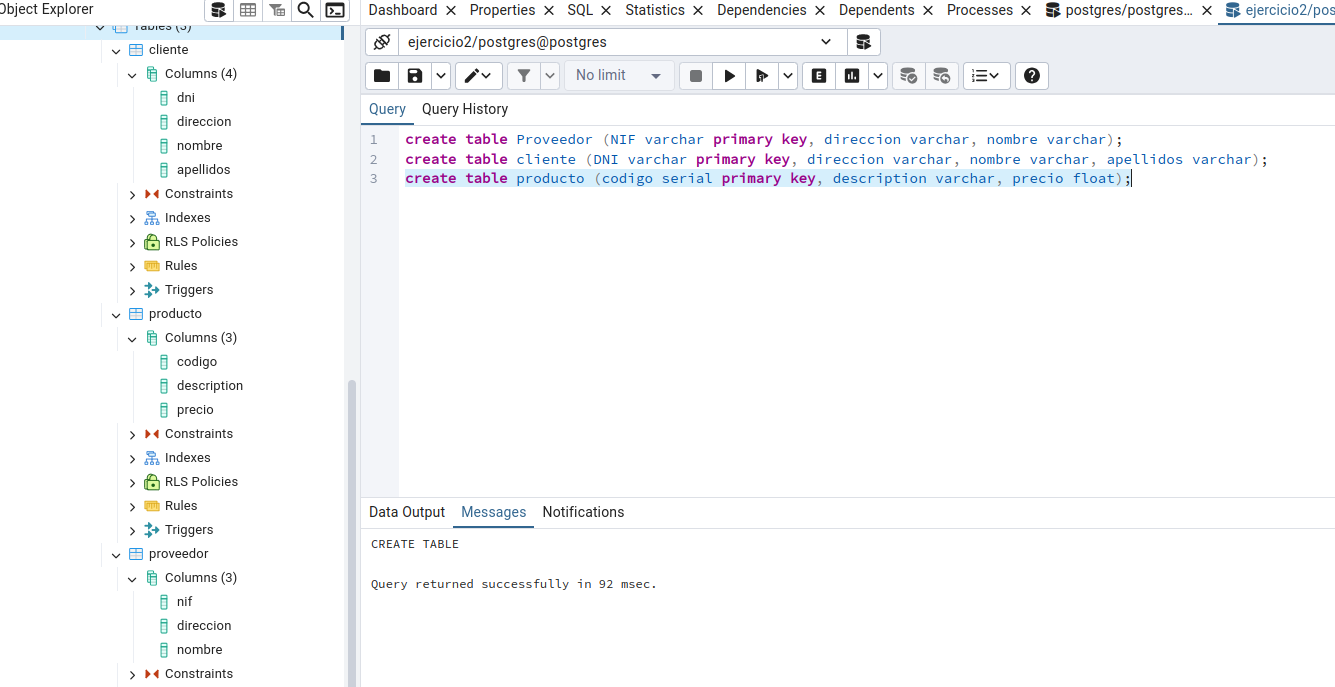 Object Explorer
Tables (3)
cliente
Columns (4)
dni
direccion
nombre
apellidos
Constraints
Indexes
RLS Policies
Rules
Triggers
producto
Columns (3)
codigo
description
precio
Constraints
Indexes
RLS Policies
Rules
Triggers
proveedor
Columns (3)
nif
direccion
nombre
Constraints
Dashboard Properties SQL Statistics Dependencies Dependents Processes postgres/postgres... ejercicio2/pos
ejercicio2/postgres@postgres
No limit
E
Query Query History
1 create table Proveedor (NIF varchar primary key, direccion varchar, nombre varchar);
2 create table cliente (DNI varchar primary key, direccion varchar, nombre varchar, apellidos varchar);
3 create table producto (codigo serial primary key, description varchar, precio float);
Data Output Messages Notifications
CREATE TABLE
Query returned successfully in 92 msec.